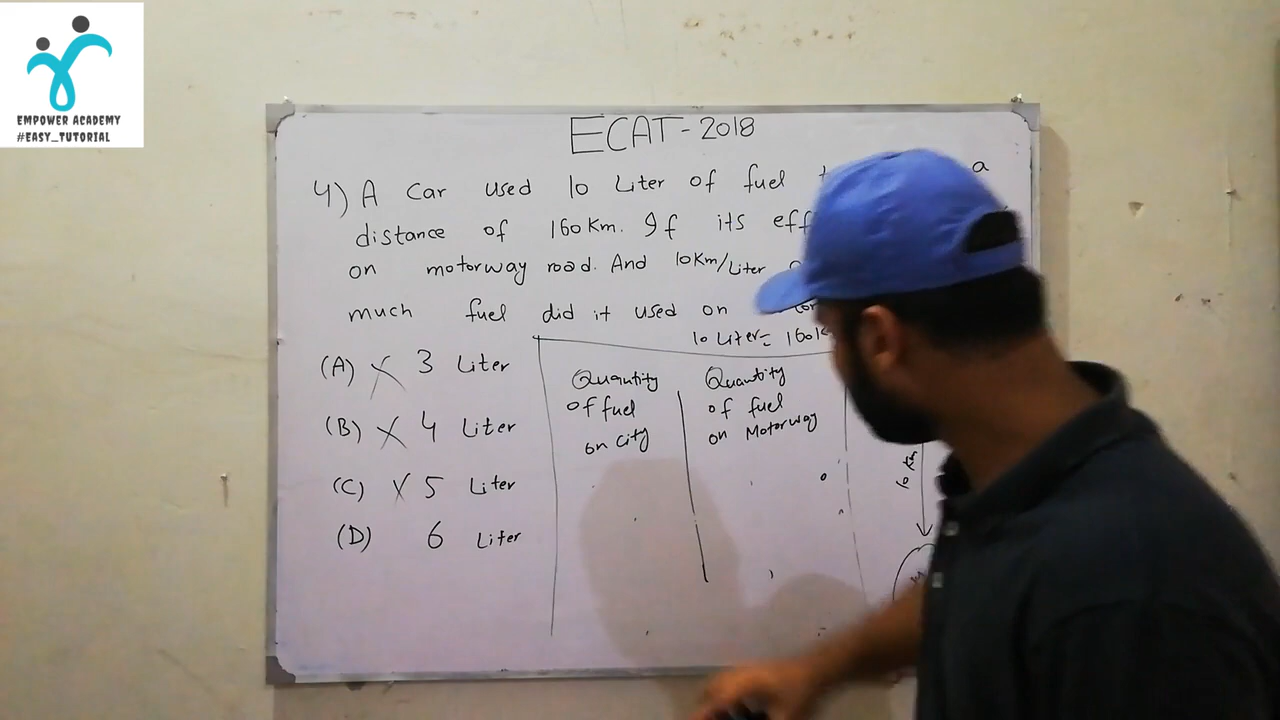 EMPOWER ACADEMY
#EASY_TUTORIAL
ECAT-2018
4) A Car used 10 Liter of fuel a
distance of 160 Km. If its eff
on motorway road. And 10Km/Liter
much fuel did it used on
10 Liter = 160 K
(A) X 3 Liter
(B) X 4 Liter
(C) X 5 Liter
(D) 6 Liter
Quantity
of fuel
on city
Quantity
of fuel
on Motorway